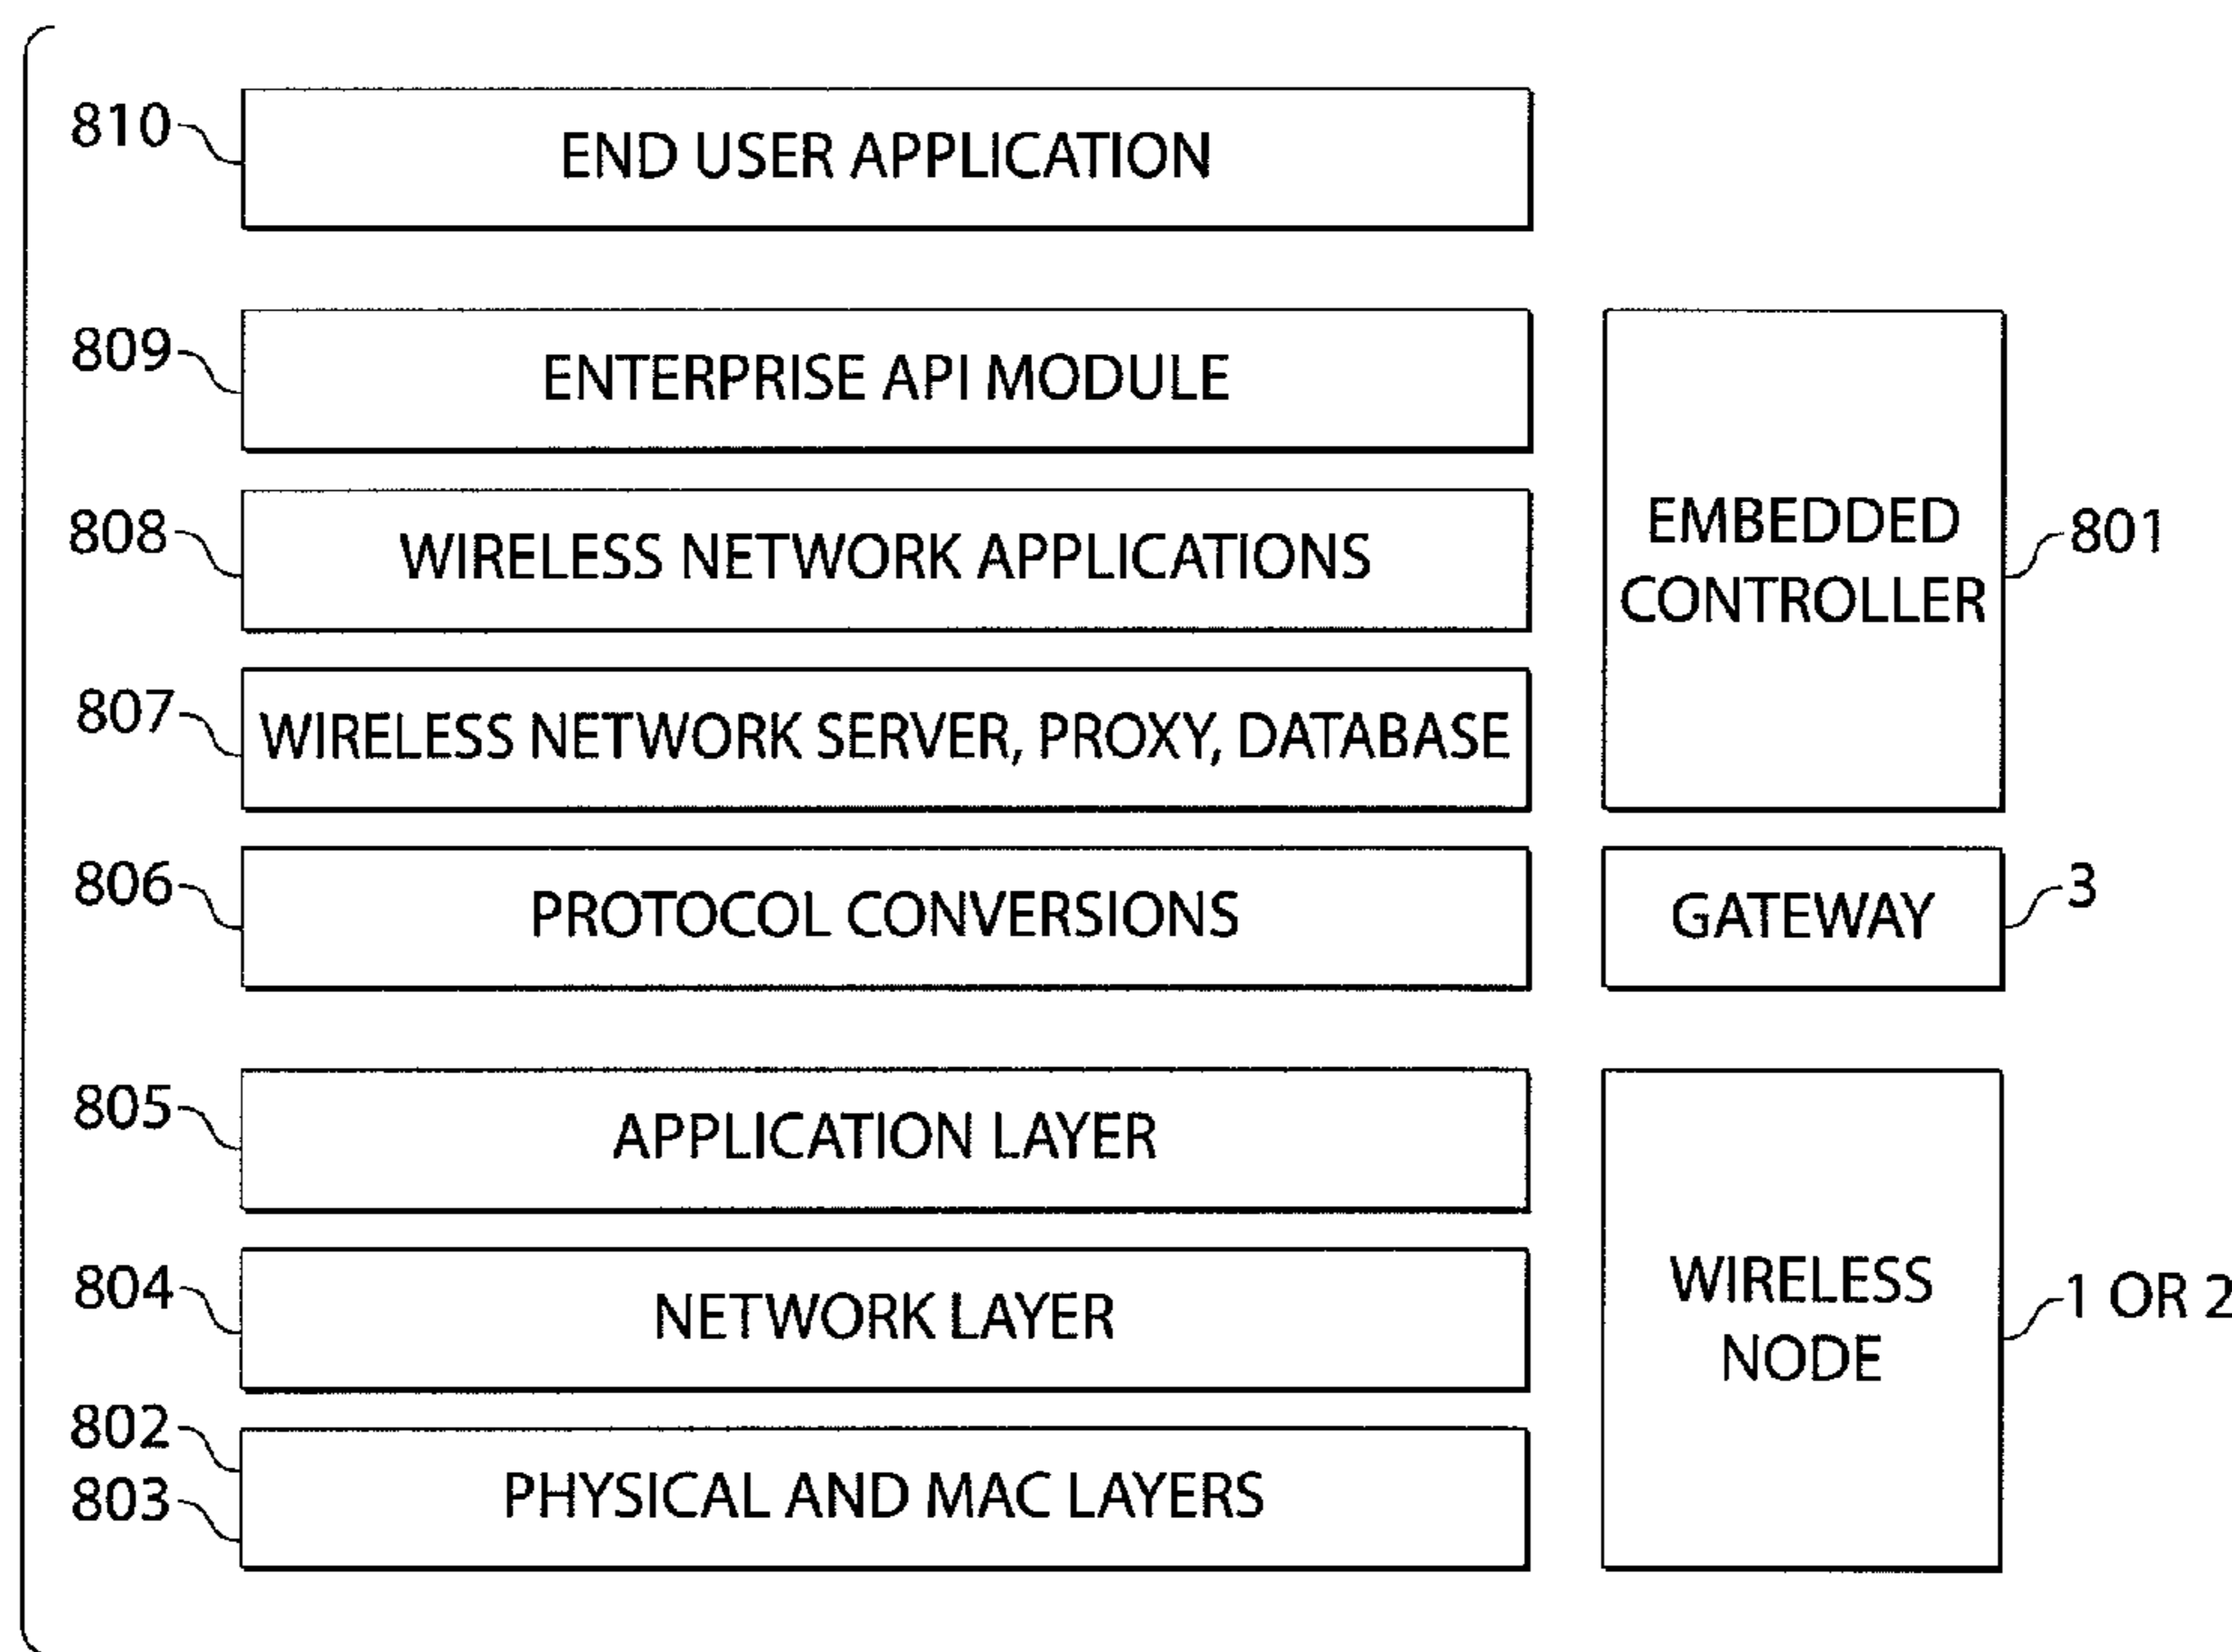 810
END USER APPLICATION
809
ENTERPRISE API MODULE
808
WIRELESS NETWORK APPLICATIONS
EMBEDDED
CONTROLLER
801
807
WIRELESS NETWORK SERVER, PROXY, DATABASE
806
PROTOCOL CONVERSIONS
GATEWAY
3
805
APPLICATION LAYER
804
NETWORK LAYER
WIRELESS
NODE
1 OR 2
802
803
PHYSICAL AND MAC LAYERS